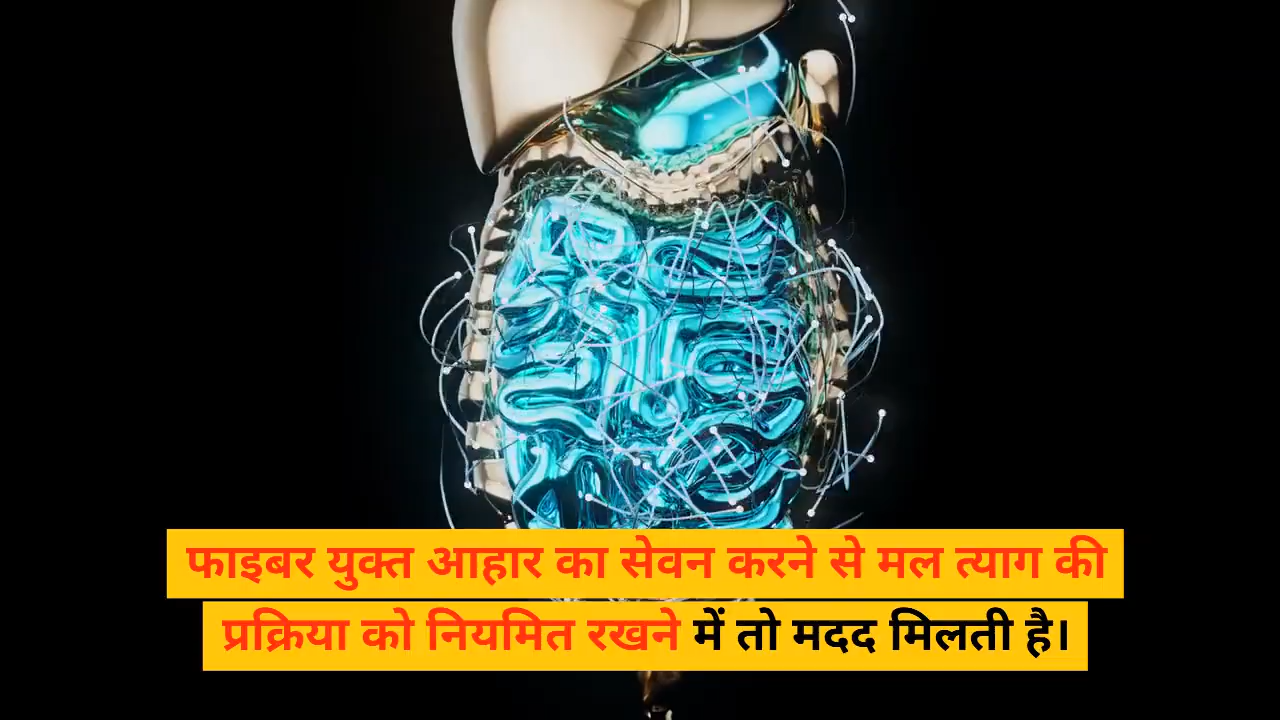 फाइबर युक्त आहार का सेवन करने से मल त्याग की
प्रक्रिया को नियमित रखने में तो मदद मिलती है।